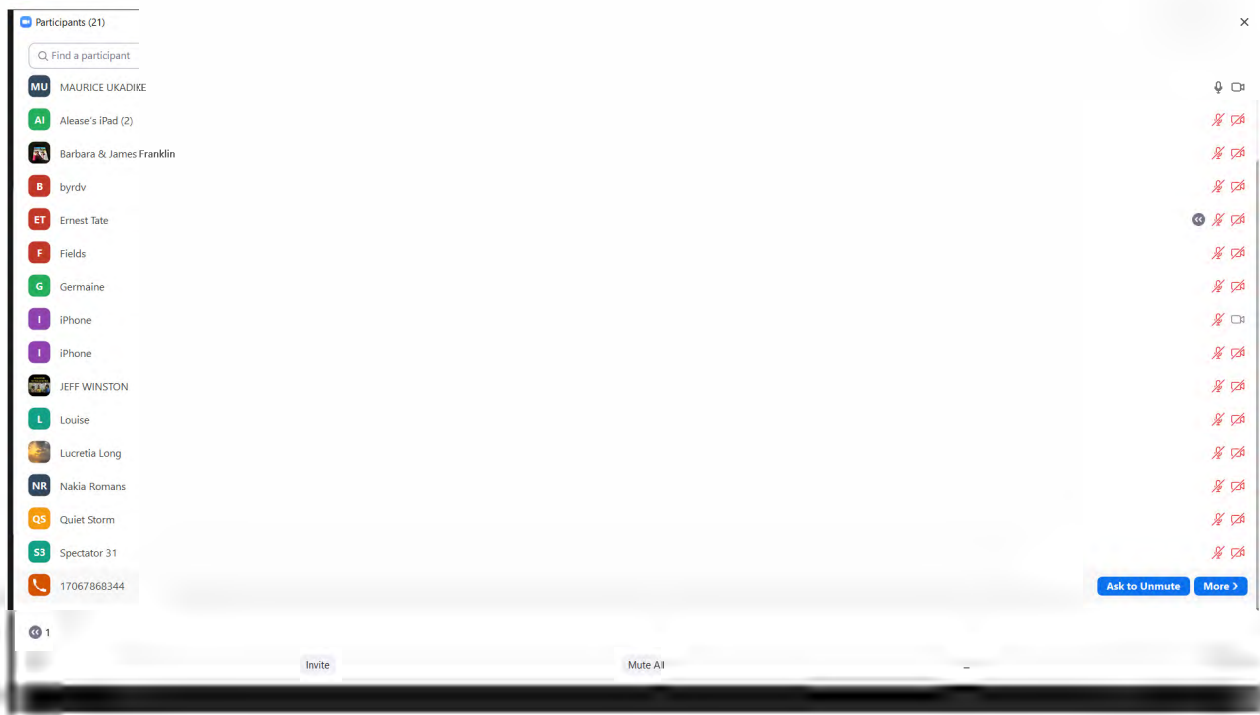 Participants (21)
Find a participant
MU MAURICE UKADIKE
AI Alease's iPad (2)
Barbara & James Franklin
B byrdv
ET Ernest Tate
F Fields
G Germaine
I iPhone
I iPhone
JEFF WINSTON
L Louise
Lucretia Long
NR Nakia Romans
QS Quiet Storm
S3 Spectator 31
17067868344 Ask to Unmute More
1
Invite Mute All